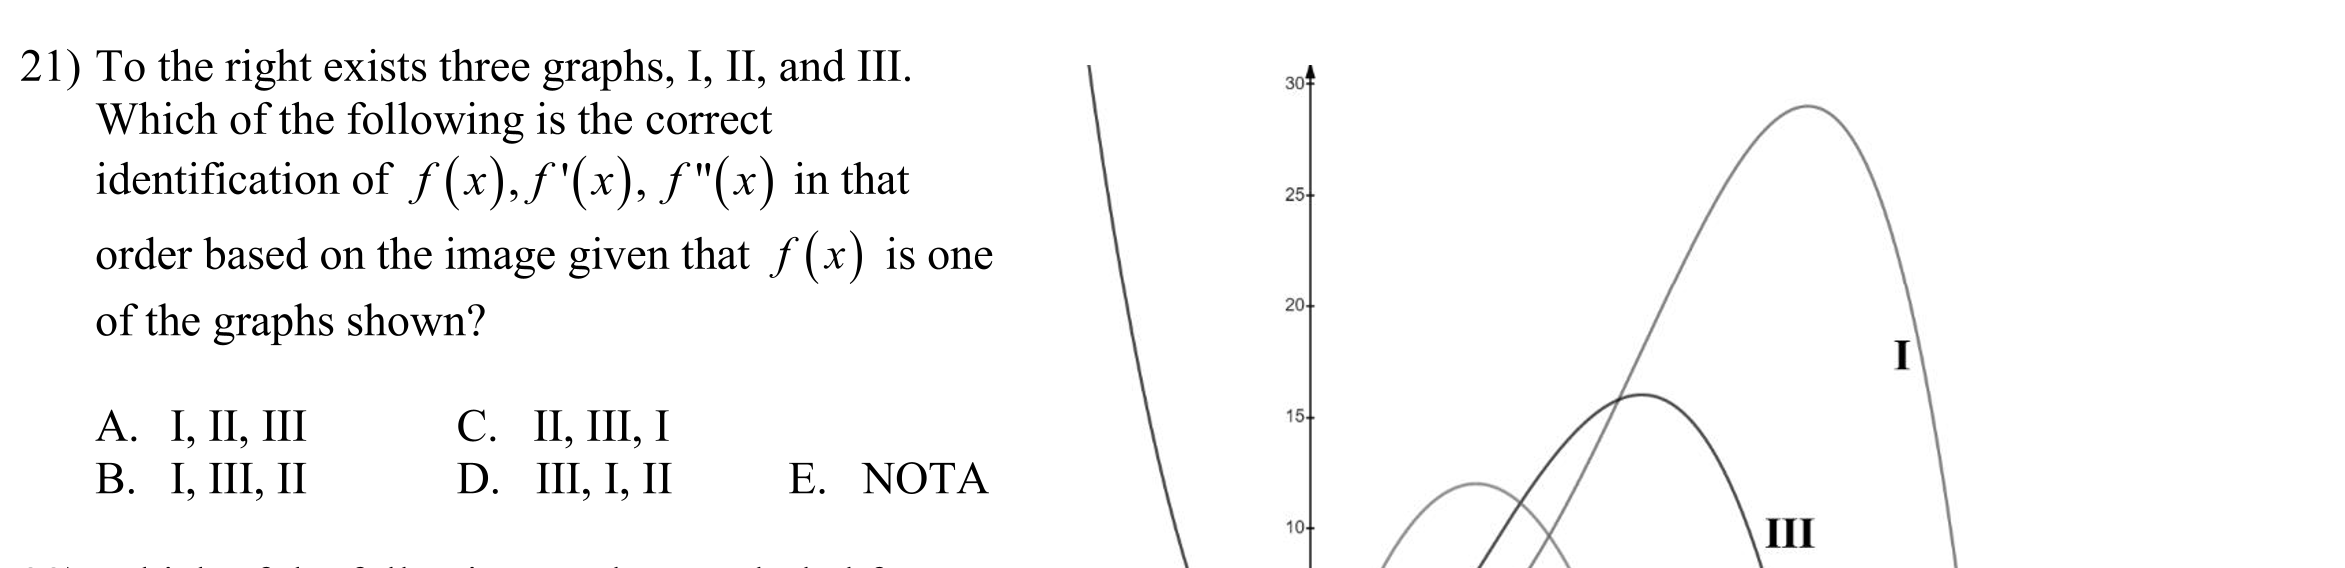 21) To the right exists three graphs, I, II, and III.
Which of the following is the correct
identification of f(x), f'(x), f"(x) in that
order based on the image given that f(x) is one
of the graphs shown?
A. I, II, III C. II, III, I
B. I, III, II D. III, I, II E. NOTA
30
25
20
15
10
I
III